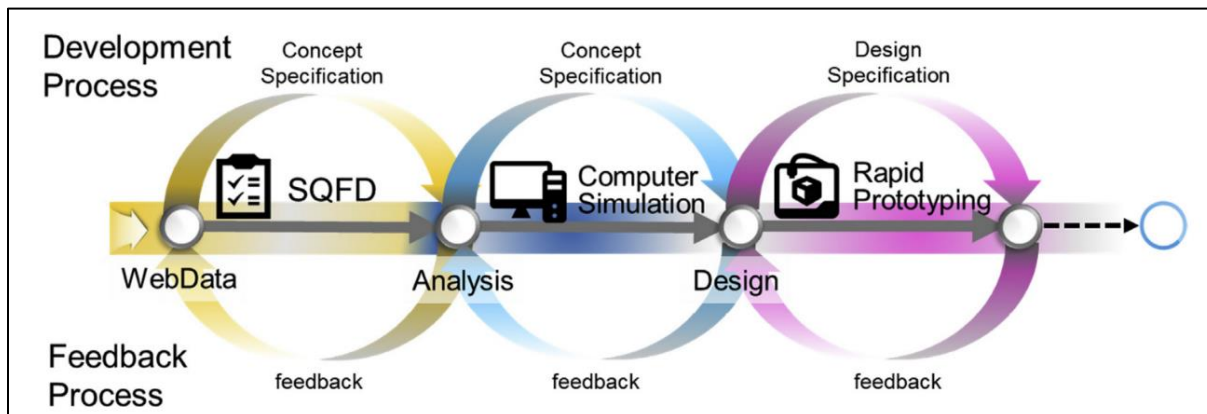 Development
Process
Concept
Specification
Concept
Specification
Design
Specification
SQFD
Computer
Simulation
Rapid
Prototyping
WebData
Analysis
Design
Feedback
Process
feedback
feedback
feedback